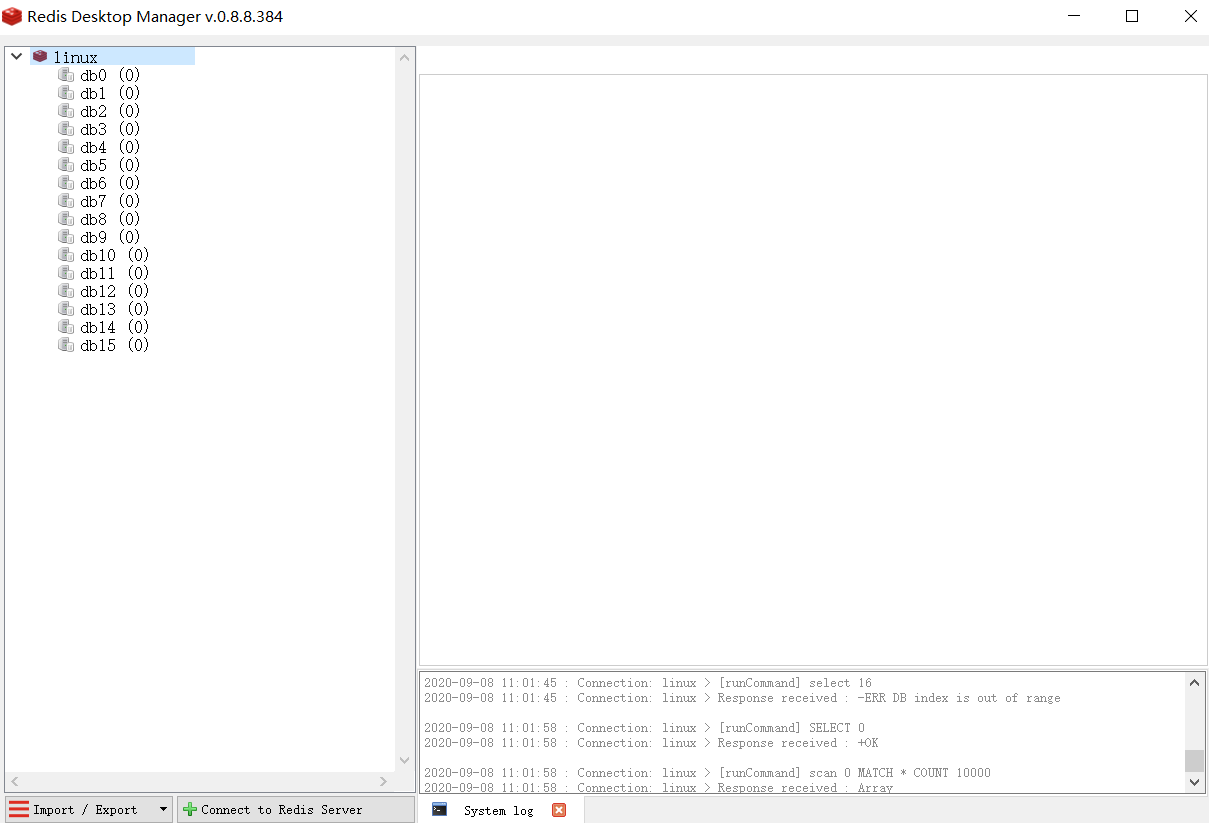 Redis Desktop Manager v.0.8.8.384
linux
db0 (0)
db1 (0)
db2 (0)
db3 (0)
db4 (0)
db5 (0)
db6 (0)
db7 (0)
db8 (0)
db9 (0)
db10 (0)
db11 (0)
db12 (0)
db13 (0)
db14 (0)
db15 (0)
2020-09-08 11:01:45 : Connection: linux > [runCommand] select 16
2020-09-08 11:01:45 : Connection: linux > Response received : -ERR DB index is out of range
2020-09-08 11:01:58 : Connection: linux > [runCommand] SELECT 0
2020-09-08 11:01:58 : Connection: linux > Response received : +OK
2020-09-08 11:01:58 : Connection: linux > [runCommand] scan 0 MATCH * COUNT 10000
2020-09-08 11:01:58 : Connection: linux > Response received : Array
Import / Export
Connect to Redis Server
System log